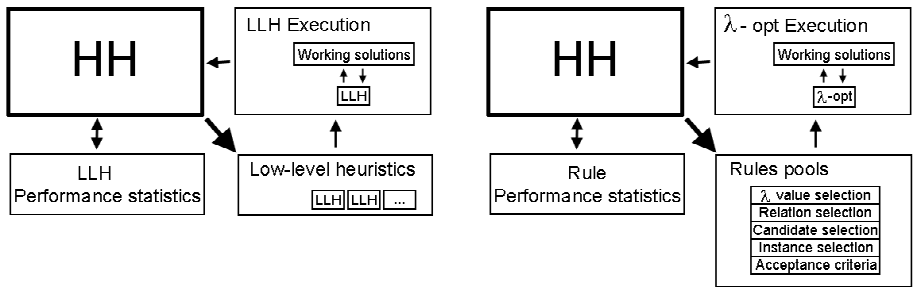 HH
LLH Execution
Working solutions
LLH
LLH
Performance statistics
Low-level heuristics
LLH LLH ...
HH
λ - opt Execution
Working solutions
λ-opt
Rule
Performance statistics
Rules pools
λ value selection
Relation selection
Candidate selection
Instance selection
Acceptance criteria